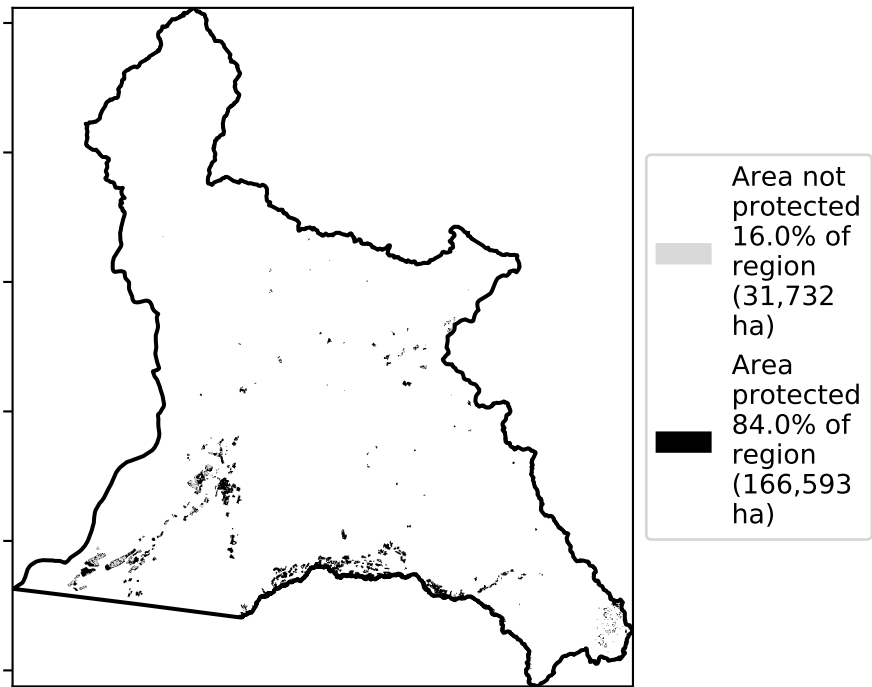 Area not
protected
16.0% of
region
(31,732
ha)
Area
protected
84.0% of
region
(166,593
ha)